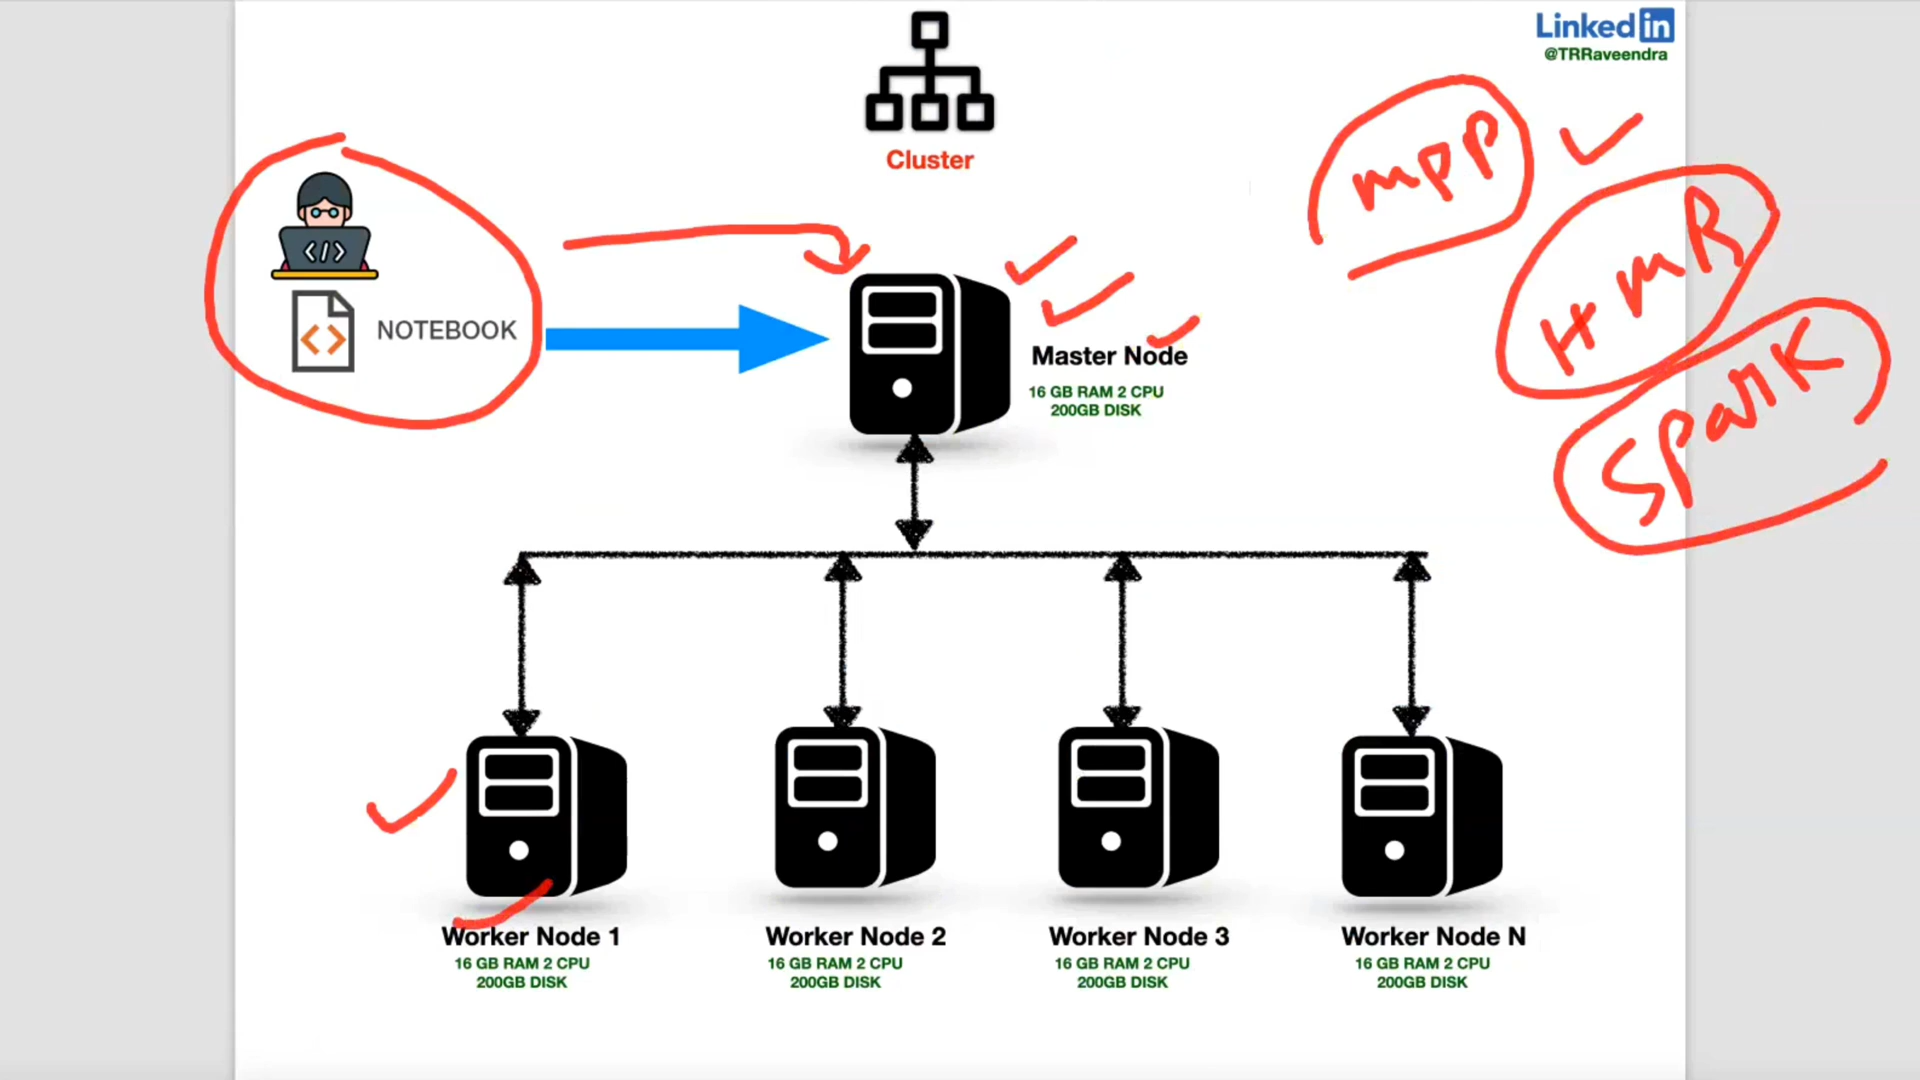 Linked in
@TRRaveendra
Cluster
mpp
HMR
Spark
</>
NOTEBOOK
Master Node
16 GB RAM 2 CPU
200GB DISK
Worker Node 1
16 GB RAM 2 CPU
200GB DISK
Worker Node 2
16 GB RAM 2 CPU
200GB DISK
Worker Node 3
16 GB RAM 2 CPU
200GB DISK
Worker Node N
16 GB RAM 2 CPU
200GB DISK